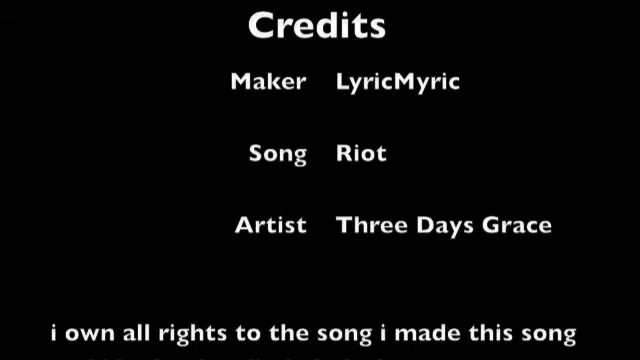 Credits
Maker LyricMyric
Song Riot
Artist Three Days Grace
i own all rights to the song i made this song